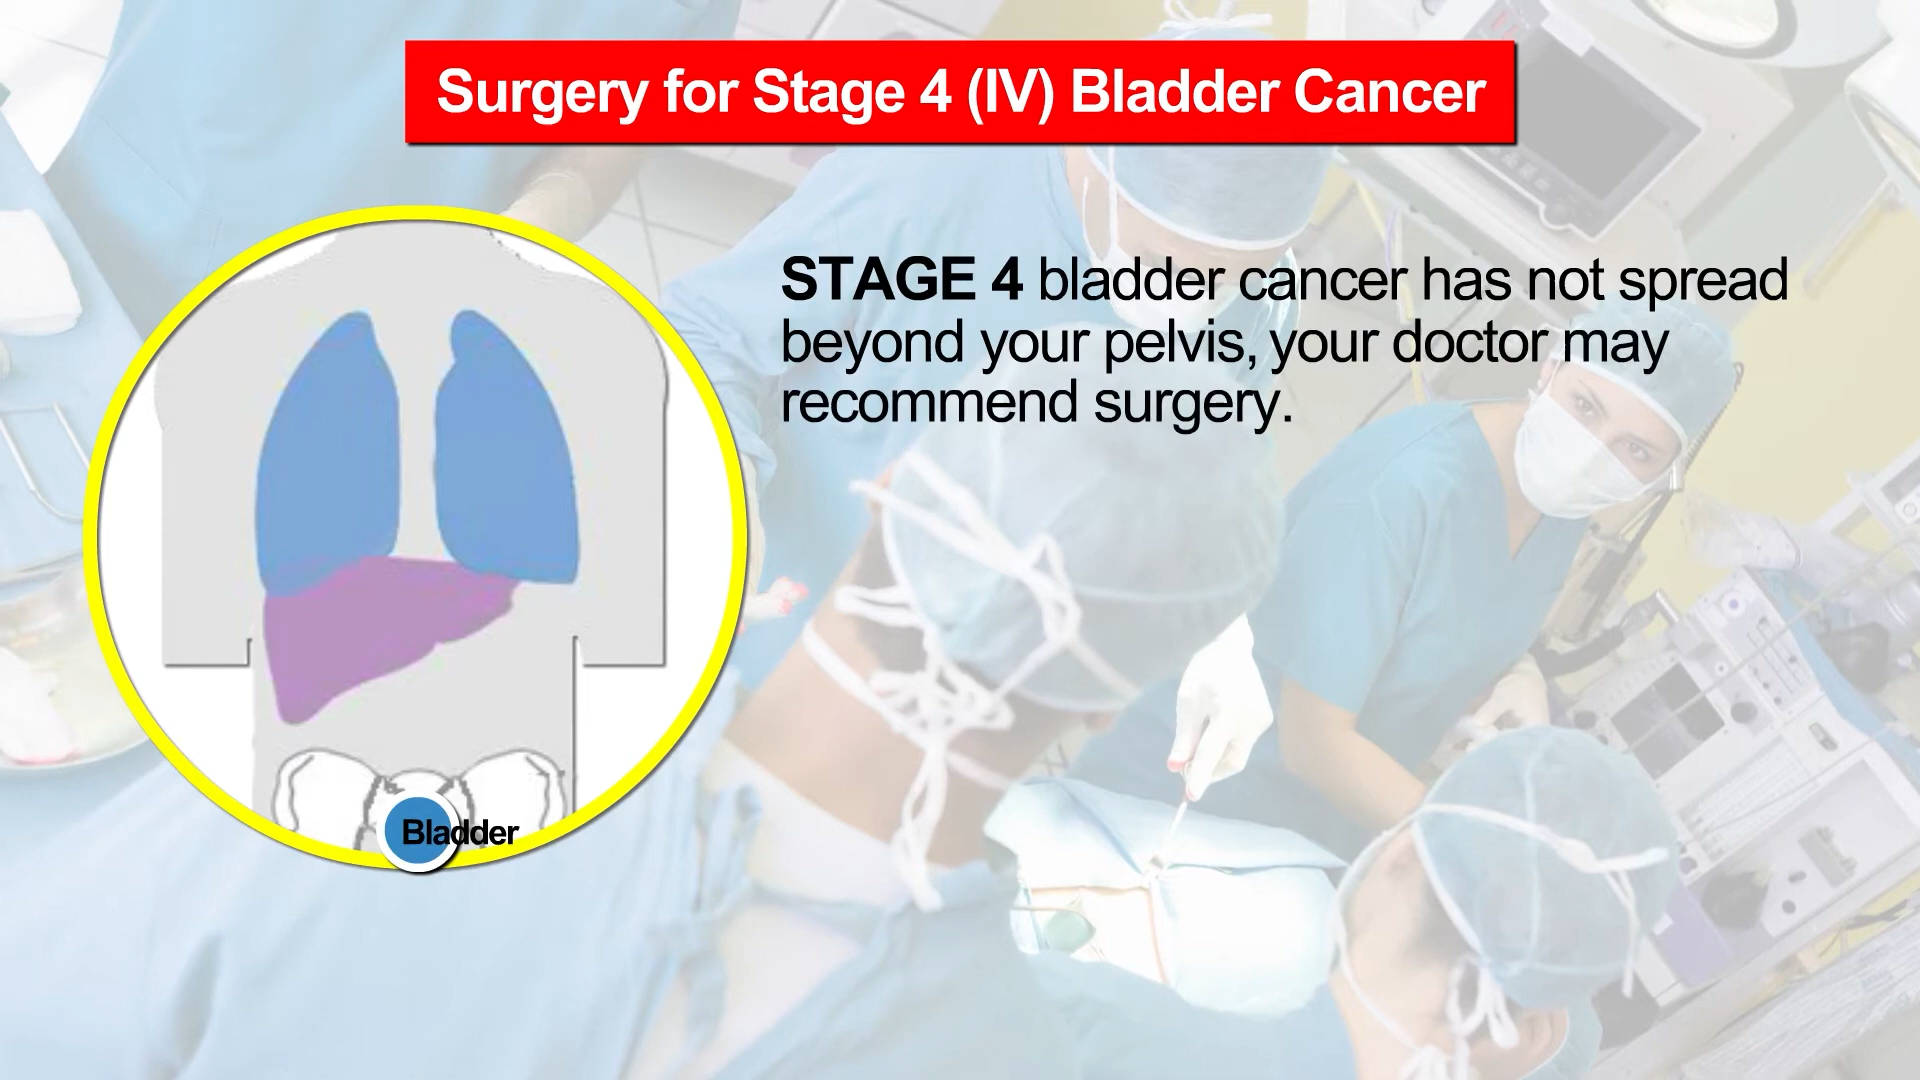 Surgery for Stage 4 (IV) Bladder Cancer
STAGE 4 bladder cancer has not spread
beyond your pelvis, your doctor may
recommend surgery.
Bladder